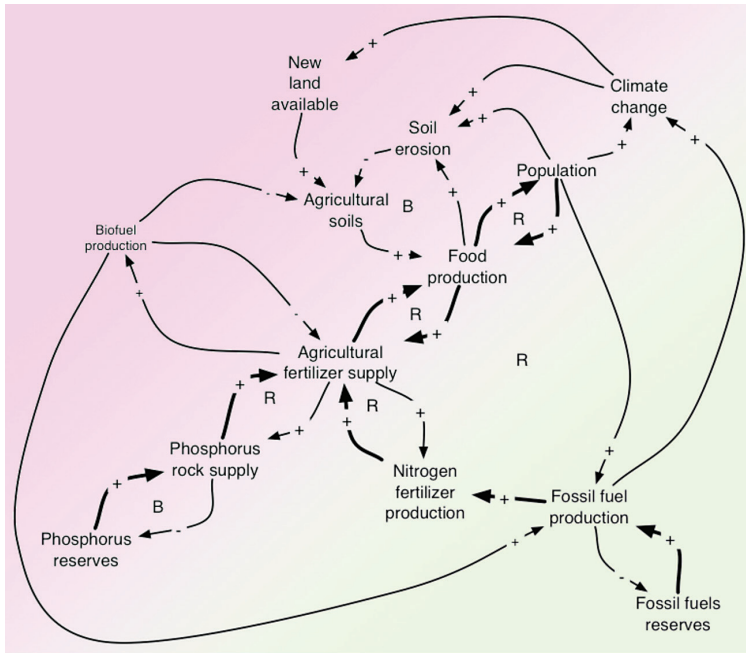 +
New
land
available
Climate
change
+
+
Soil
erosion
+
+
-
Population
+
Agricultural
soils
B
+
-
+
R
+
Biofuel
production
+
Food
production
+
+
-
R
+
Agricultural
fertilizer supply
R
+
R
R
+
+
+
+
Phosphorus
rock supply
Nitrogen
fertilizer
production
+
Fossil fuel
production
B
-
Phosphorus
reserves
+
+
-
Fossil fuels
reserves